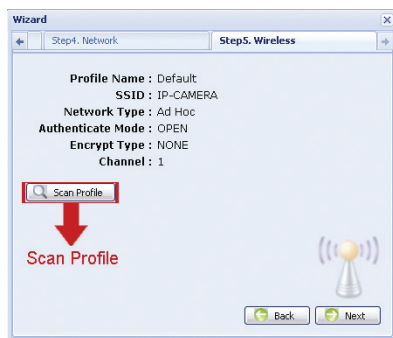 Wizard
Step4. Network
Step5. Wireless
Profile Name : Default
SSID : IP-CAMERA
Network Type : Ad Hoc
Authenticate Mode : OPEN
Encrypt Type : NONE
Channel : 1
Scan Profile
Scan Profile
Back
Next